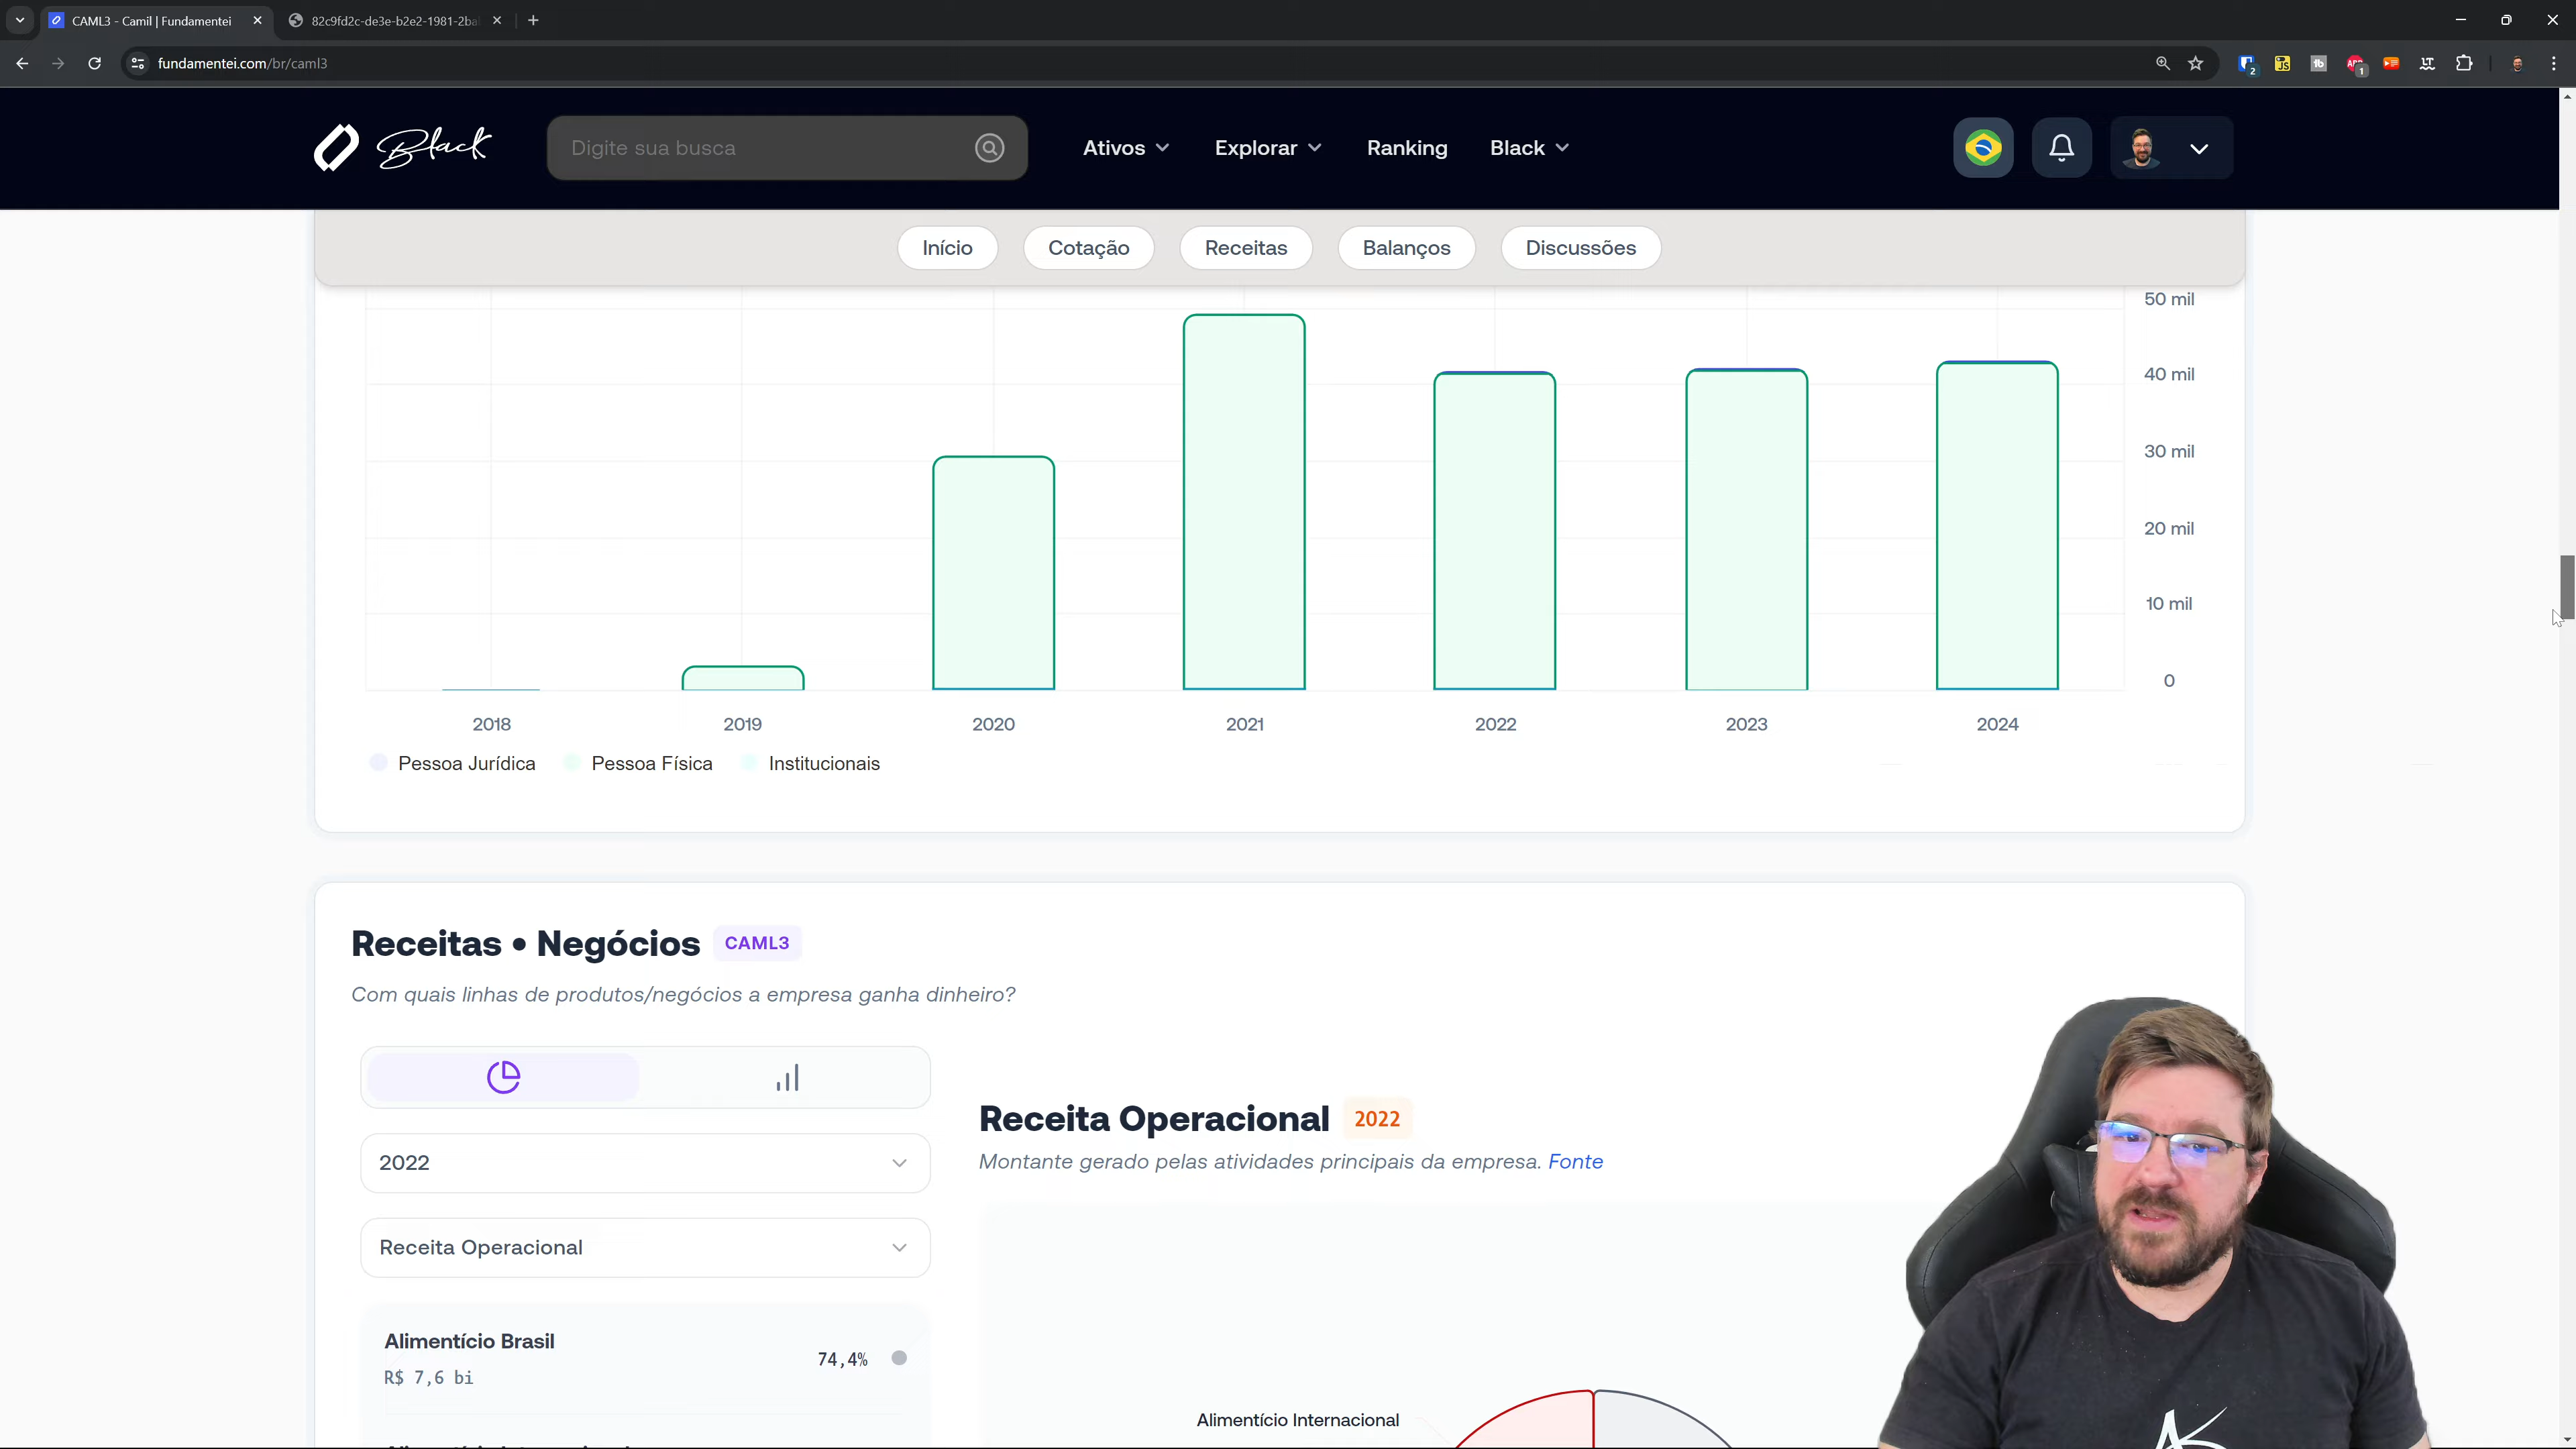 CAML3 - Camil | Fundamentei
82c9fd2c-de3e-b2e2-1981-2ba
fundamentei.com/br/caml3
Black
Digite sua busca
Ativos
Explorar
Ranking
Black
Início
Cotação
Receitas
Balanços
Discussões
50 mil
40 mil
30 mil
20 mil
10 mil
0
2018
2019
2020
2021
2022
2023
2024
Pessoa Jurídica
Pessoa Física
Institucionais
Receitas • Negócios
CAML3
Com quais linhas de produtos/negócios a empresa ganha dinheiro?
2022
Receita Operacional
Alimentício Brasil
R$ 7,6 bi
74,4%
Receita Operacional
2022
Montante gerado pelas atividades principais da empresa. Fonte
Alimentício Internacional